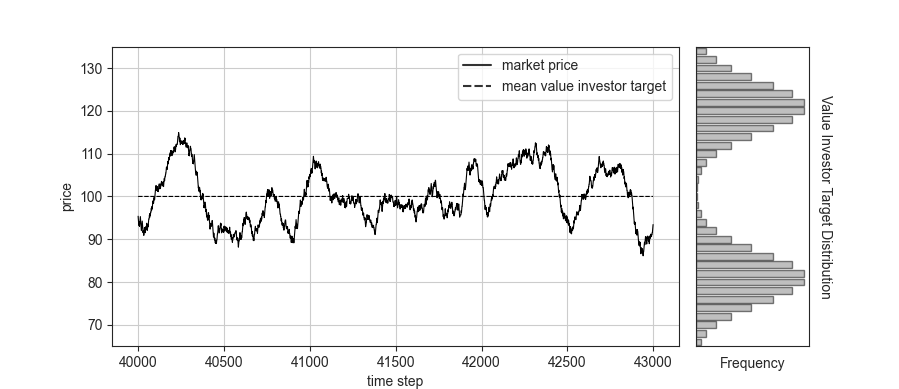 market price
mean value investor target
130
120
110
100
90
80
70
price
40000 40500 41000 41500 42000 42500 43000
time step
Frequency
Value Investor Target Distribution